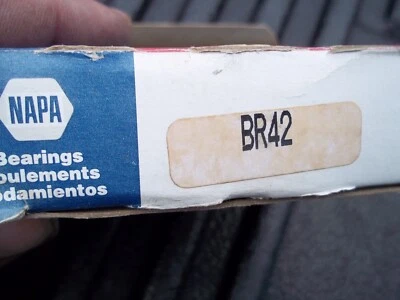 NAPA
Bearings
oulements
odamientos
BR42